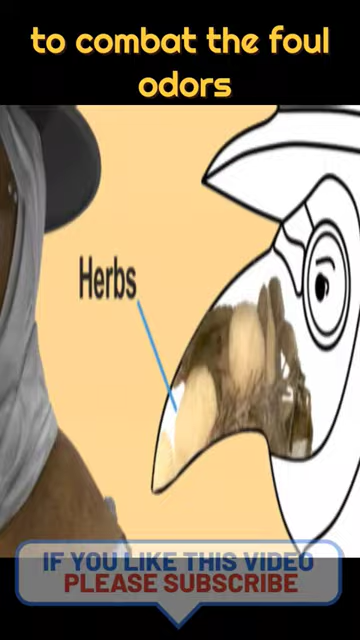 to combat the foul
odors
Herbs
IF YOU LIKE THIS VIDEO
PLEASE SUBSCRIBE